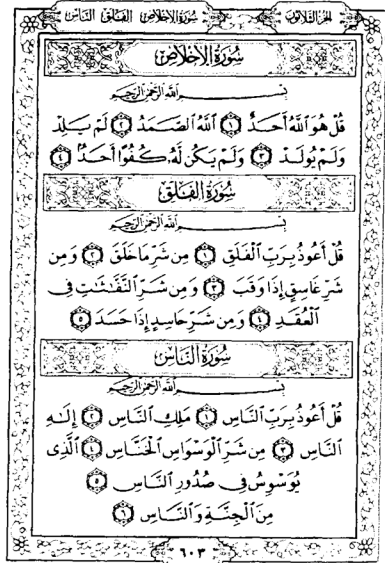 الجزء الثلاثون سورة الإخلاص الفلق الناس
سُورَةُ الإِخْلَاصِ
بِسْمِ اللَّهِ الرَّحْمَٰنِ الرَّحِيمِ
قُلْ هُوَ اللَّهُ أَحَدٌ ١ اللَّهُ الصَّمَدُ ٢ لَمْ يَلِدْ
وَلَمْ يُولَدْ ٣ وَلَمْ يَكُن لَّهُۥ كُفُوًا أَحَدٌ ٤
سُورَةُ الْفَلَقِ
بِسْمِ اللَّهِ الرَّحْمَٰنِ الرَّحِيمِ
قُلْ أَعُوذُ بِرَبِّ الْفَلَقِ ١ مِن شَرِّ مَا خَلَقَ ٢ وَمِن
شَرِّ غَاسِقٍ إِذَا وَقَبَ ٣ وَمِن شَرِّ النَّفَّاثَاتِ فِي
الْعُقَدِ ٤ وَمِن شَرِّ حَاسِدٍ إِذَا حَسَدَ ٥
سُورَةُ النَّاسِ
بِسْمِ اللَّهِ الرَّحْمَٰنِ الرَّحِيمِ
قُلْ أَعُوذُ بِرَبِّ النَّاسِ ١ مَلِكِ النَّاسِ ٢ إِلَٰهِ
النَّاسِ ٣ مِن شَرِّ الْوَسْوَاسِ الْخَنَّاسِ ٤ الَّذِي
يُوَسْوِسُ فِي صُدُورِ النَّاسِ ٥
مِنَ الْجِنَّةِ وَالنَّاسِ ٦
٦٠٣